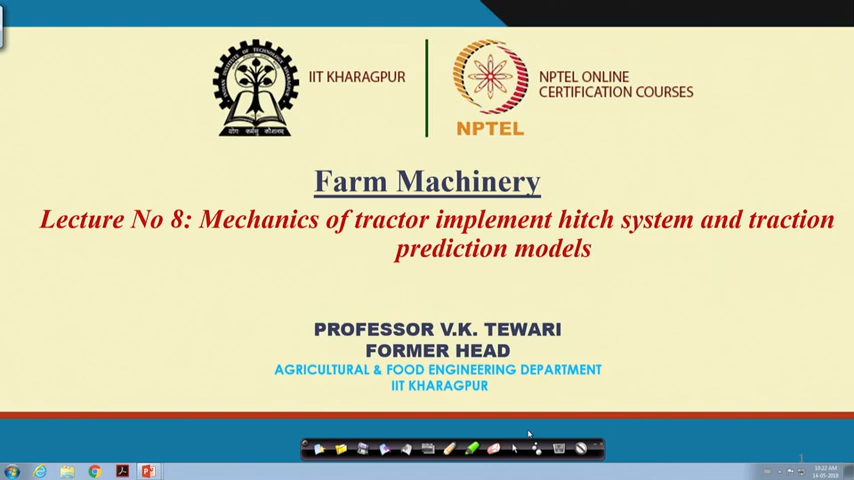 IIT KHARAGPUR
NPTEL
NPTEL ONLINE
CERTIFICATION COURSES
Farm Machinery
Lecture No 8: Mechanics of tractor implement hitch system and traction
prediction models
PROFESSOR V.K. TEWARI
FORMER HEAD
AGRICULTURAL & FOOD ENGINEERING DEPARTMENT
IIT KHARAGPUR
1